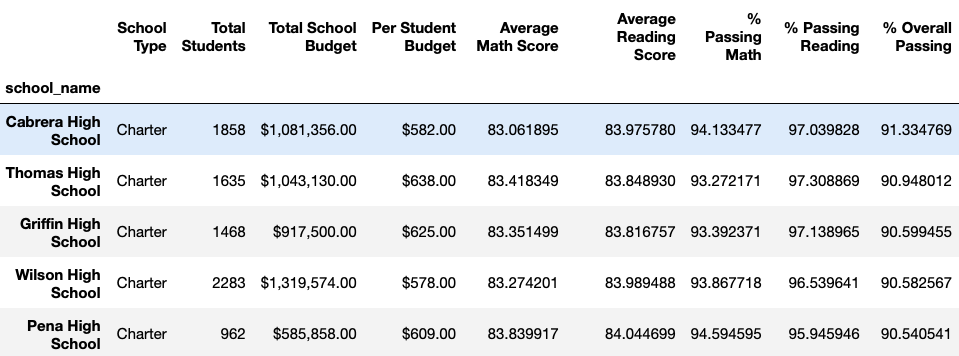 School Type Total Students Total School Budget Per Student Budget Average Math Score Average Reading Score % Passing Math % Passing Reading % Overall Passing
school_name
Cabrera High School Charter 1858 $1,081,356.00 $582.00 83.061895 83.975780 94.133477 97.039828 91.334769
Thomas High School Charter 1635 $1,043,130.00 $638.00 83.418349 83.848930 93.272171 97.308869 90.948012
Griffin High School Charter 1468 $917,500.00 $625.00 83.351499 83.816757 93.392371 97.138965 90.599455
Wilson High School Charter 2283 $1,319,574.00 $578.00 83.274201 83.989488 93.867718 96.539641 90.582567
Pena High School Charter 962 $585,858.00 $609.00 83.839917 84.044699 94.594595 95.945946 90.540541